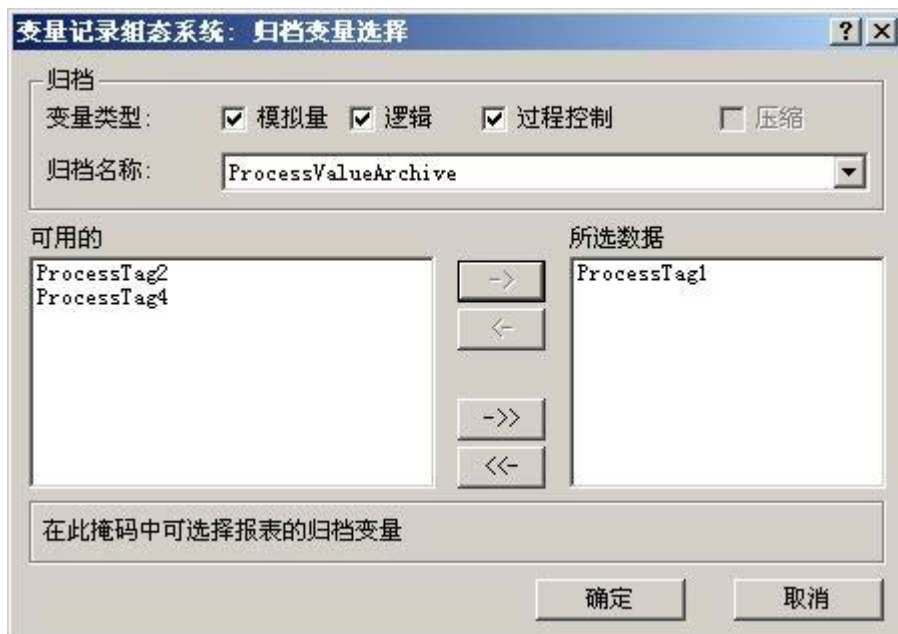 变量记录组态系统: 归档变量选择
归档
变量类型: 模拟量 逻辑 过程控制 压缩
归档名称: ProcessValueArchive
可用的 所选数据
ProcessTag2 -> ProcessTag1
ProcessTag4
<-
->>
<<-
在此掩码中可选择报表的归档变量
确定 取消